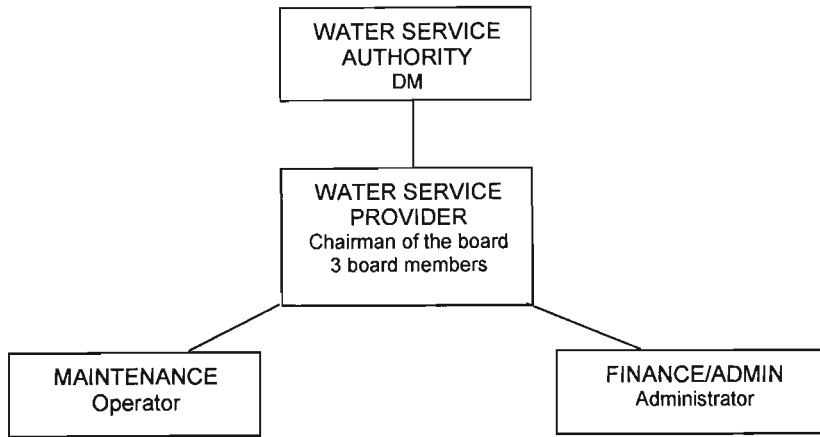 WATER SERVICE
AUTHORITY
DM
WATER SERVICE
PROVIDER
Chairman of the board
3 board members
MAINTENANCE
Operator
FINANCE/ADMIN
Administrator